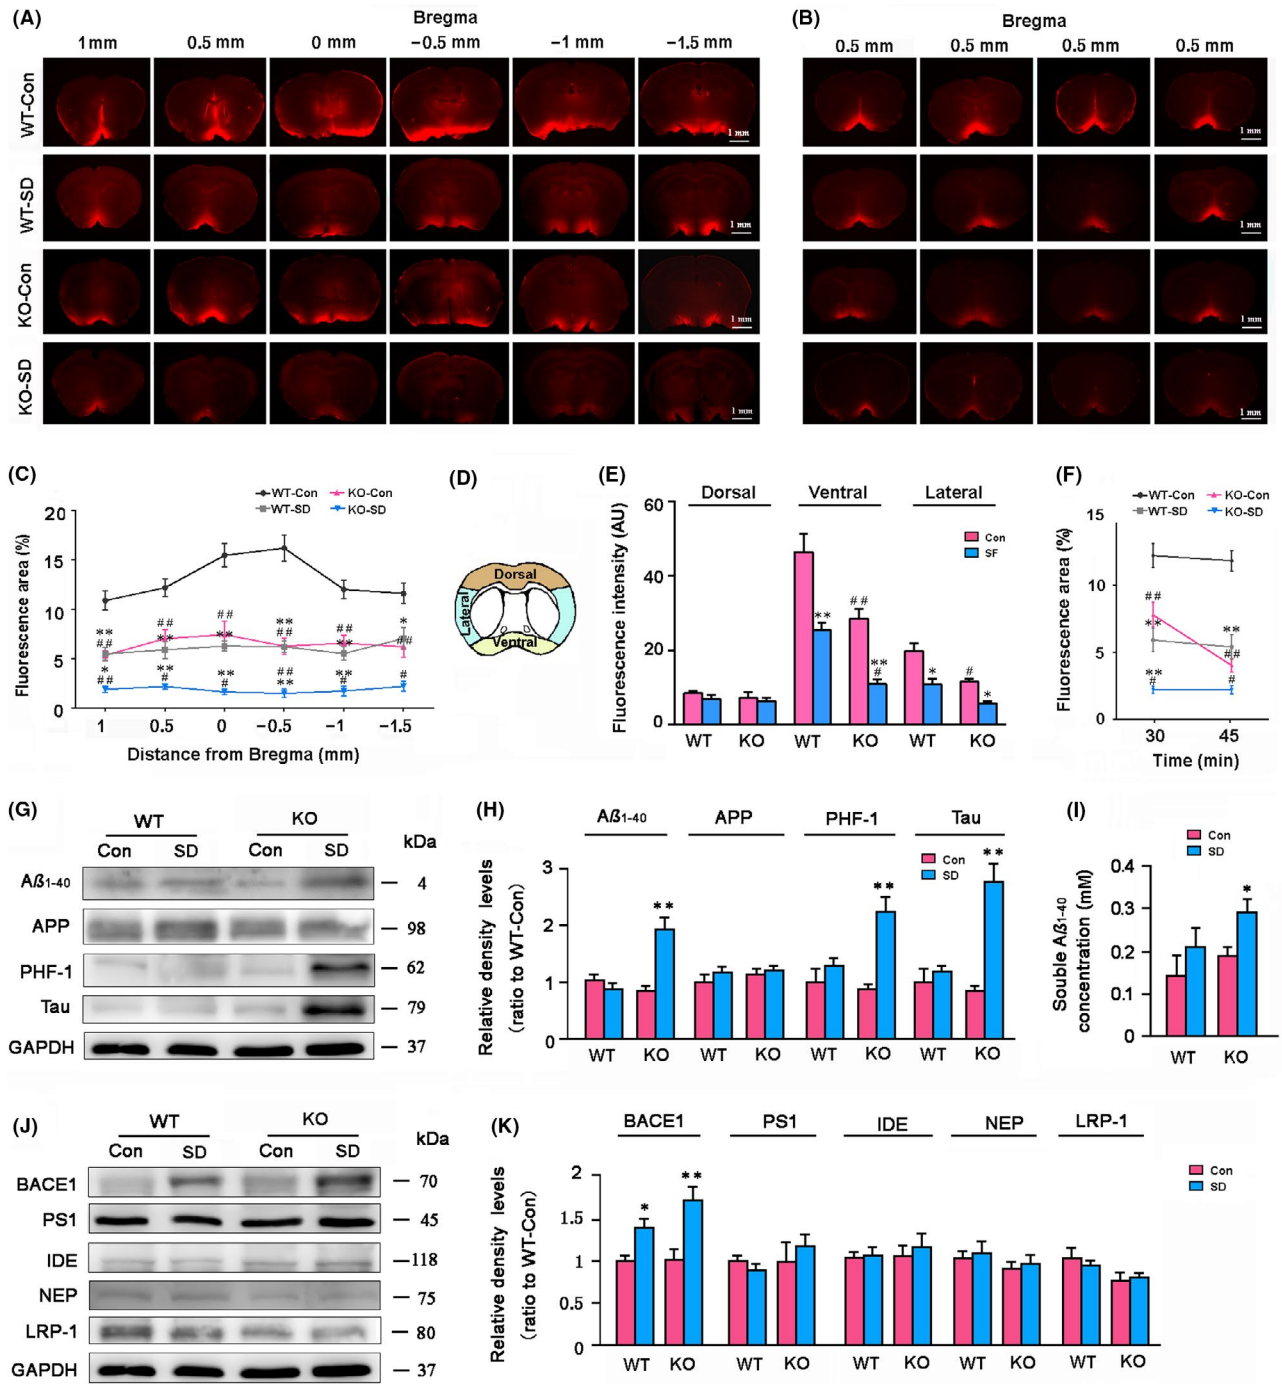 (A)
Bregma
1 mm 0.5 mm 0 mm −0.5 mm −1 mm −1.5 mm
WT-Con
1 mm
WT-SD
1 mm
KO-Con
1 mm
KO-SD
1 mm
(B)
Bregma
0.5 mm 0.5 mm 0.5 mm 0.5 mm
1 mm
1 mm
1 mm
1 mm
(C)
WT-Con KO-Con
WT-SD KO-SD
Fluorescence area (%)
20
15
10
5
0
** ## ## ** ## ** ** ## ** * ##
* ** # ** # ## ** ** # #
1 0.5 0 −0.5 −1 −1.5
Distance from Bregma (mm)
(D)
Dorsal
Lateral
Ventral
(E)
Dorsal Ventral Lateral
Con
SF
Fluorescence intensity (AU)
60
40
20
0
** ## ** # * # *
WT KO WT KO WT KO
(F)
WT-Con KO-Con
WT-SD KO-SD
Fluorescence area (%)
15
10
5
0
## ** ** ##
** # #
30 45
Time (min)
(G)
WT KO
Con SD Con SD kDa
Aß1-40 4
APP 98
PHF-1 62
Tau 79
GAPDH 37
(H)
Aß1-40 APP PHF-1 Tau
Con
SD
Relative density levels
(ratio to WT-Con)
3
2
1
0
** ** **
WT KO WT KO WT KO WT KO
(I)
Con
SD
Souble Aß1-40
concentration (mM)
0.4
0.3
0.2
0.1
0
*
WT KO
(J)
WT KO
Con SD Con SD kDa
BACE1 70
PS1 45
IDE 118
NEP 75
LRP-1 80
GAPDH 37
(K)
BACE1 PS1 IDE NEP LRP-1
Con
SD
Relative density levels
(ratio to WT-Con)
2
1.5
1
0.5
0
* **
WT KO WT KO WT KO WT KO WT KO